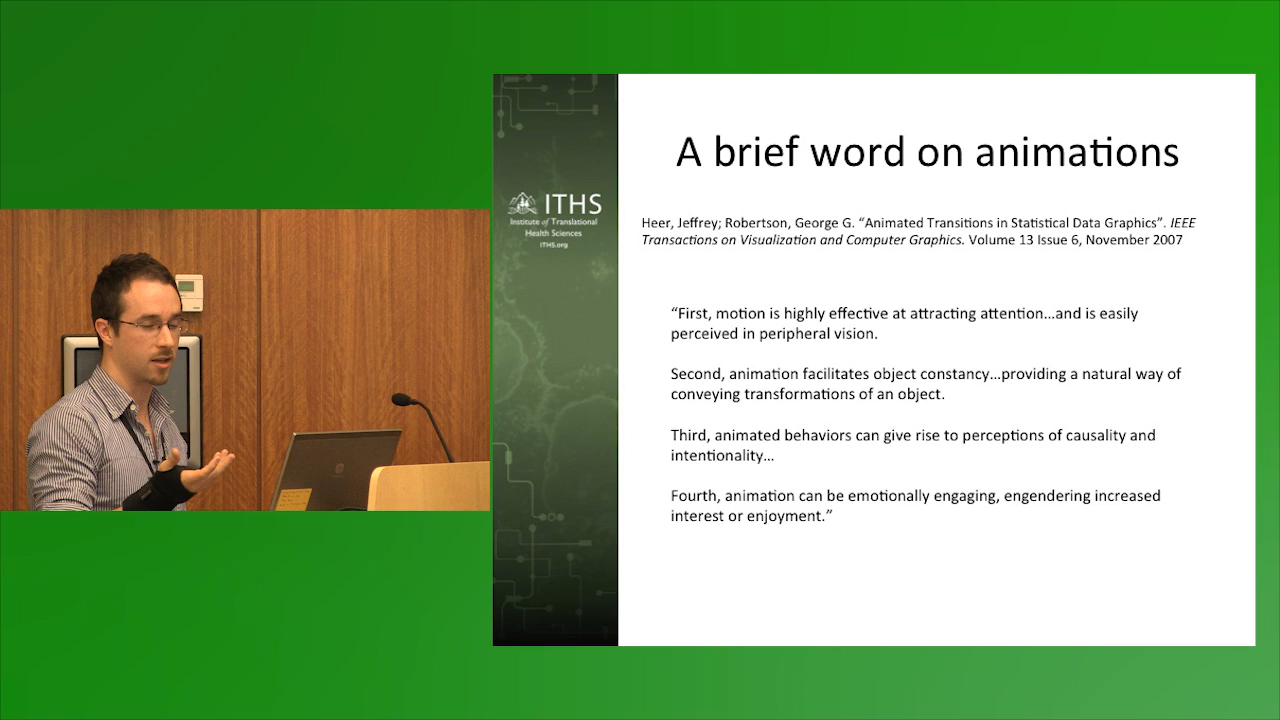 A brief word on animations
ITHS
Institute of Translational
Health Sciences
ITHS.org
Heer, Jeffrey; Robertson, George G. “Animated Transitions in Statistical Data Graphics”. IEEE
Transactions on Visualization and Computer Graphics. Volume 13 Issue 6, November 2007
“First, motion is highly effective at attracting attention…and is easily
perceived in peripheral vision.
Second, animation facilitates object constancy…providing a natural way of
conveying transformations of an object.
Third, animated behaviors can give rise to perceptions of causality and
intentionality…
Fourth, animation can be emotionally engaging, engendering increased
interest or enjoyment.”